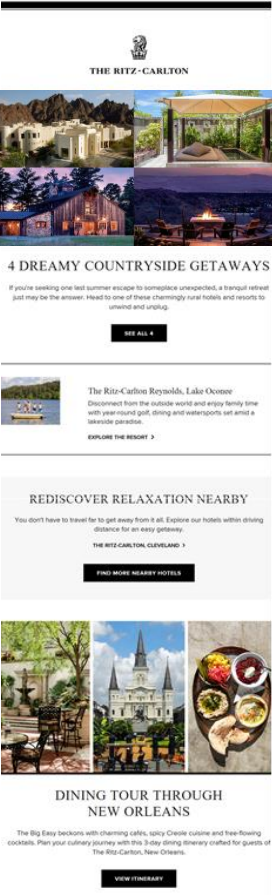 THE RITZ-CARLTON
4 DREAMY COUNTRYSIDE GETAWAYS
If you're seeking one last summer escape to someplace unexpected, a tranquil retreat
just may be the answer. Head to one of these charmingly rural hotels and resorts to
unwind and unplug.
SEE ALL 4
The Ritz-Carlton Reynolds, Lake Oconee
Disconnect from the outside world and enjoy family time
with year-round golf, dining and watersports set amid a
lakeside paradise.
EXPLORE THE RESORT >
REDISCOVER RELAXATION NEARBY
You don't have to travel far to get away from it all. Explore our hotels within driving
distance for an easy getaway.
THE RITZ-CARLTON, CLEVELAND >
FIND MORE NEARBY HOTELS
DINING TOUR THROUGH
NEW ORLEANS
The Big Easy beckons with charming cafés, spicy Creole cuisine and free-flowing
cocktails. Plan your culinary journey with this 3-day dining itinerary crafted for guests of
The Ritz-Carlton, New Orleans.
VIEW ITINERARY